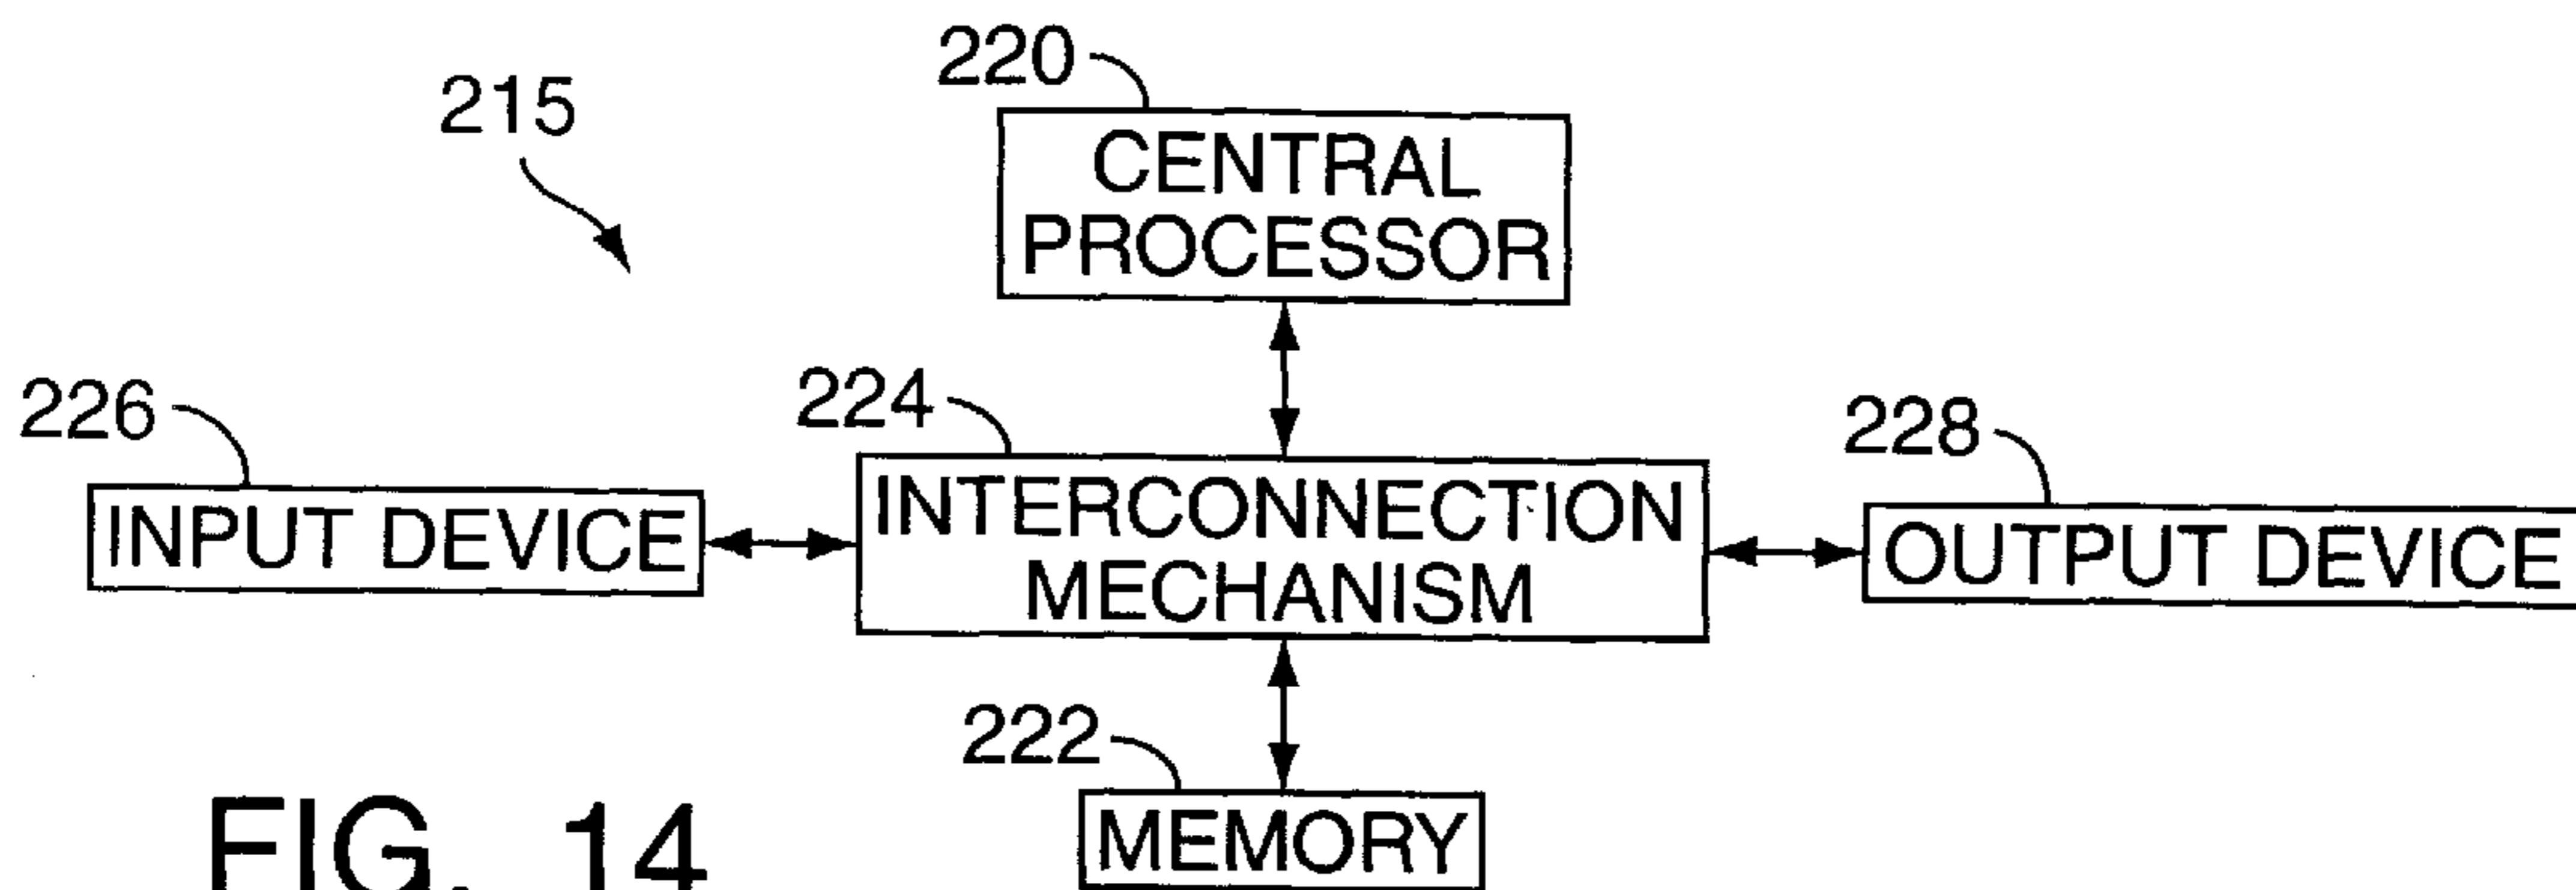 220
215
CENTRAL
PROCESSOR
226
224
228
INPUT DEVICE
INTERCONNECTION
MECHANISM
OUTPUT DEVICE
222
MEMORY
FIG. 14